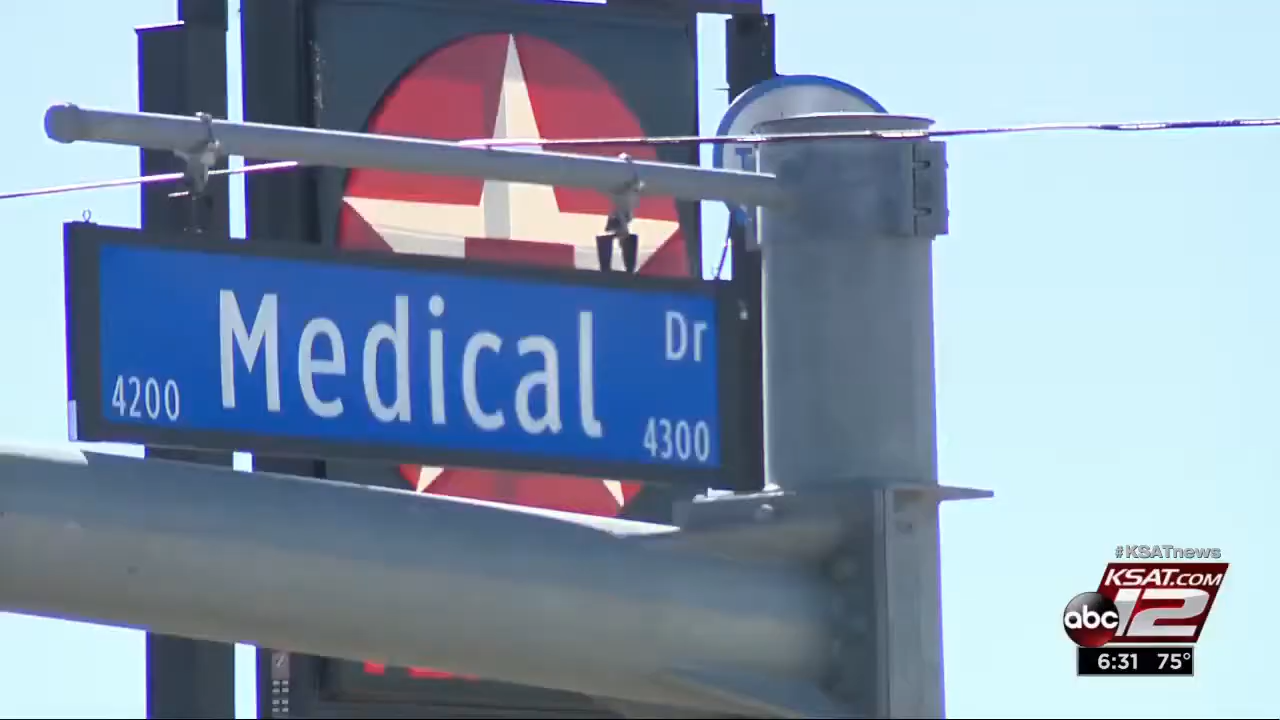 Medical Dr
4200
4300
#KSATnews
KSAT.COM
abc 12
6:31 75°